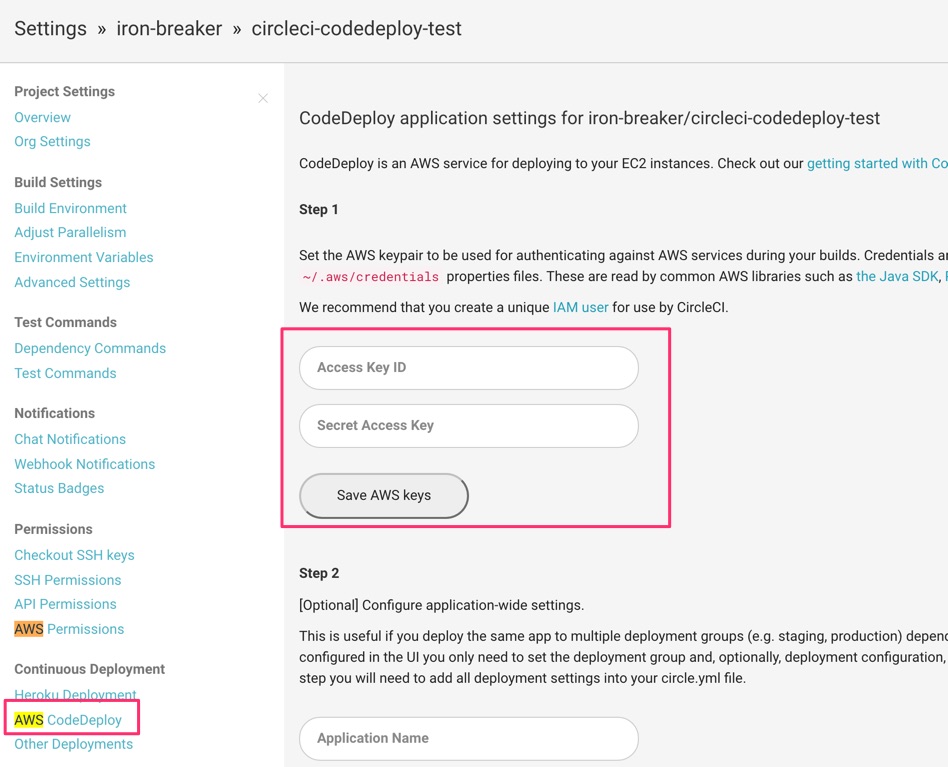 Settings » iron-breaker » circleci-codedeploy-test
Project Settings
Overview
Org Settings
Build Settings
Build Environment
Adjust Parallelism
Environment Variables
Advanced Settings
Test Commands
Dependency Commands
Test Commands
Notifications
Chat Notifications
Webhook Notifications
Status Badges
Permissions
Checkout SSH keys
SSH Permissions
API Permissions
AWS Permissions
Continuous Deployment
Heroku Deployment
AWS CodeDeploy
Other Deployments
CodeDeploy application settings for iron-breaker/circleci-codedeploy-test
CodeDeploy is an AWS service for deploying to your EC2 instances. Check out our getting started with Co
Step 1
Set the AWS keypair to be used for authenticating against AWS services during your builds. Credentials
~/.aws/credentials properties files. These are read by common AWS libraries such as the Java SDK,
We recommend that you create a unique IAM user for use by CircleCI.
Access Key ID
Secret Access Key
Save AWS keys
Step 2
[Optional] Configure application-wide settings.
This is useful if you deploy the same app to multiple deployment groups (e.g. staging, production)
configured in the UI you only need to set the deployment group and, optionally, deployment configuration,
step you will need to add all deployment settings into your circle.yml file.
Application Name